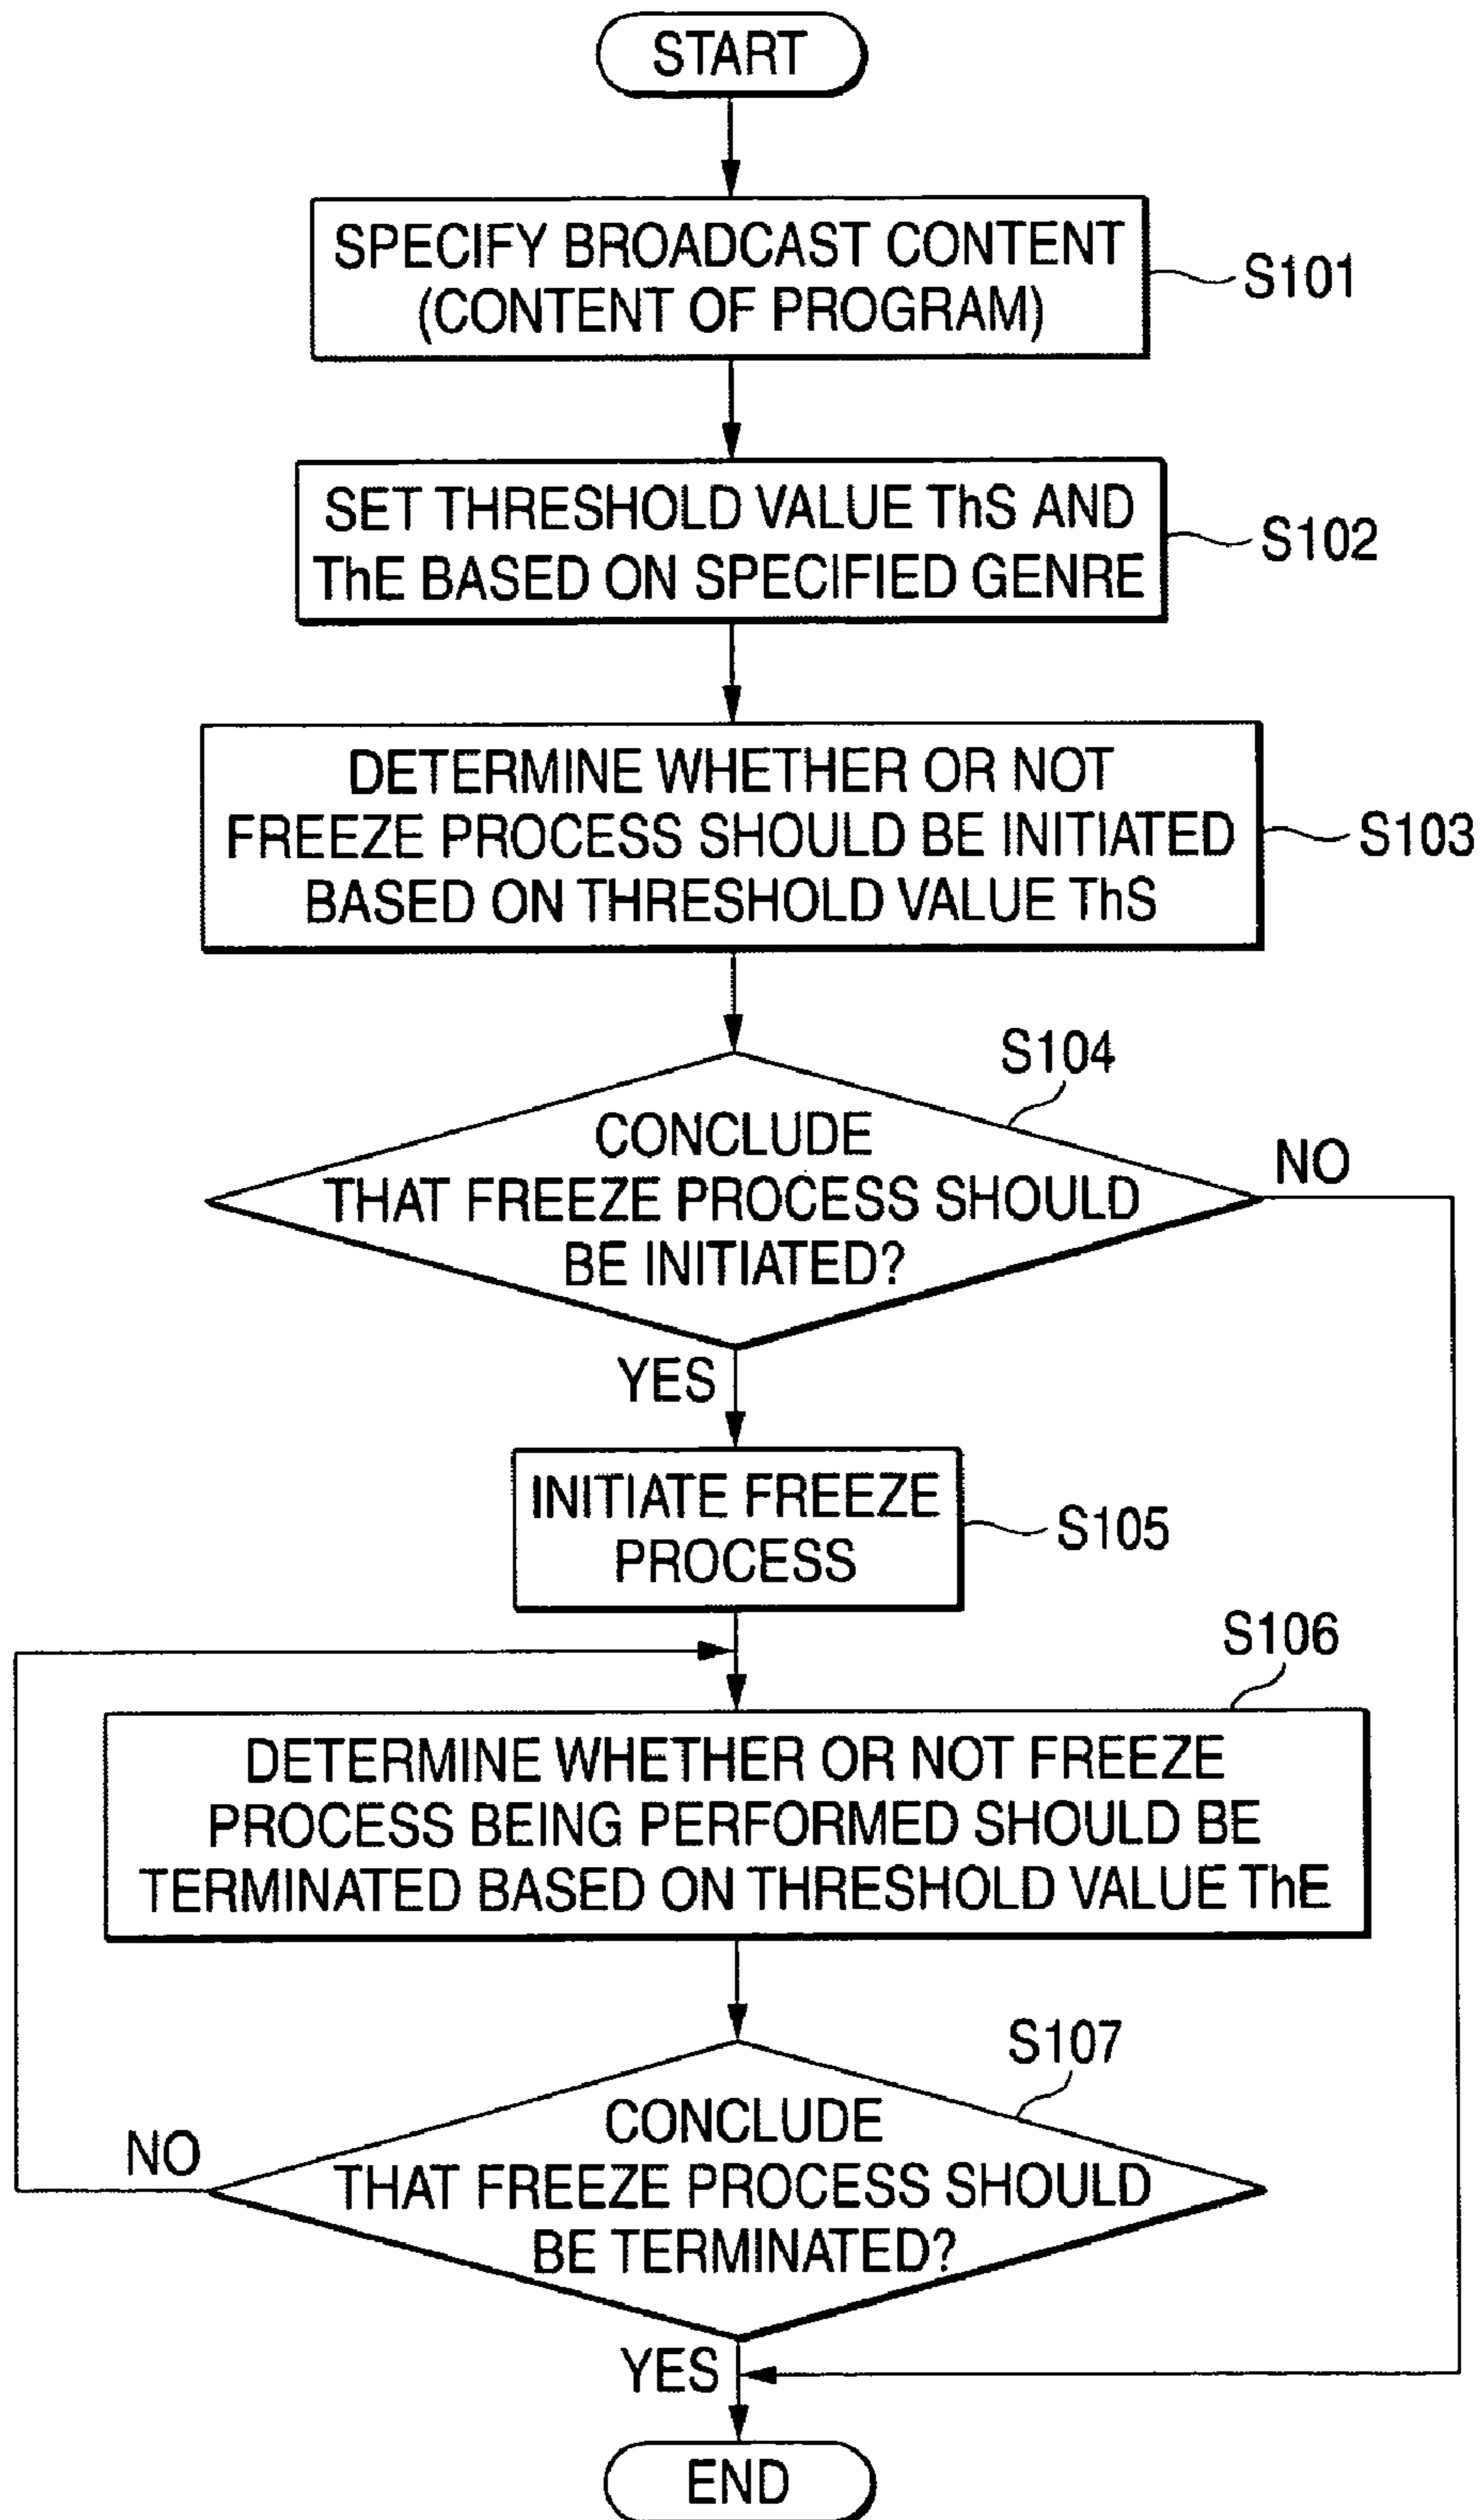 START
SPECIFY BROADCAST CONTENT
(CONTENT OF PROGRAM)
S101
SET THRESHOLD VALUE ThS AND
ThE BASED ON SPECIFIED GENRE
S102
DETERMINE WHETHER OR NOT
FREEZE PROCESS SHOULD BE INITIATED
BASED ON THRESHOLD VALUE ThS
S103
S104
CONCLUDE
THAT FREEZE PROCESS SHOULD
BE INITIATED?
NO
YES
INITIATE FREEZE
PROCESS
S105
S106
DETERMINE WHETHER OR NOT FREEZE
PROCESS BEING PERFORMED SHOULD BE
TERMINATED BASED ON THRESHOLD VALUE ThE
S107
CONCLUDE
THAT FREEZE PROCESS SHOULD
BE TERMINATED?
NO
YES
END